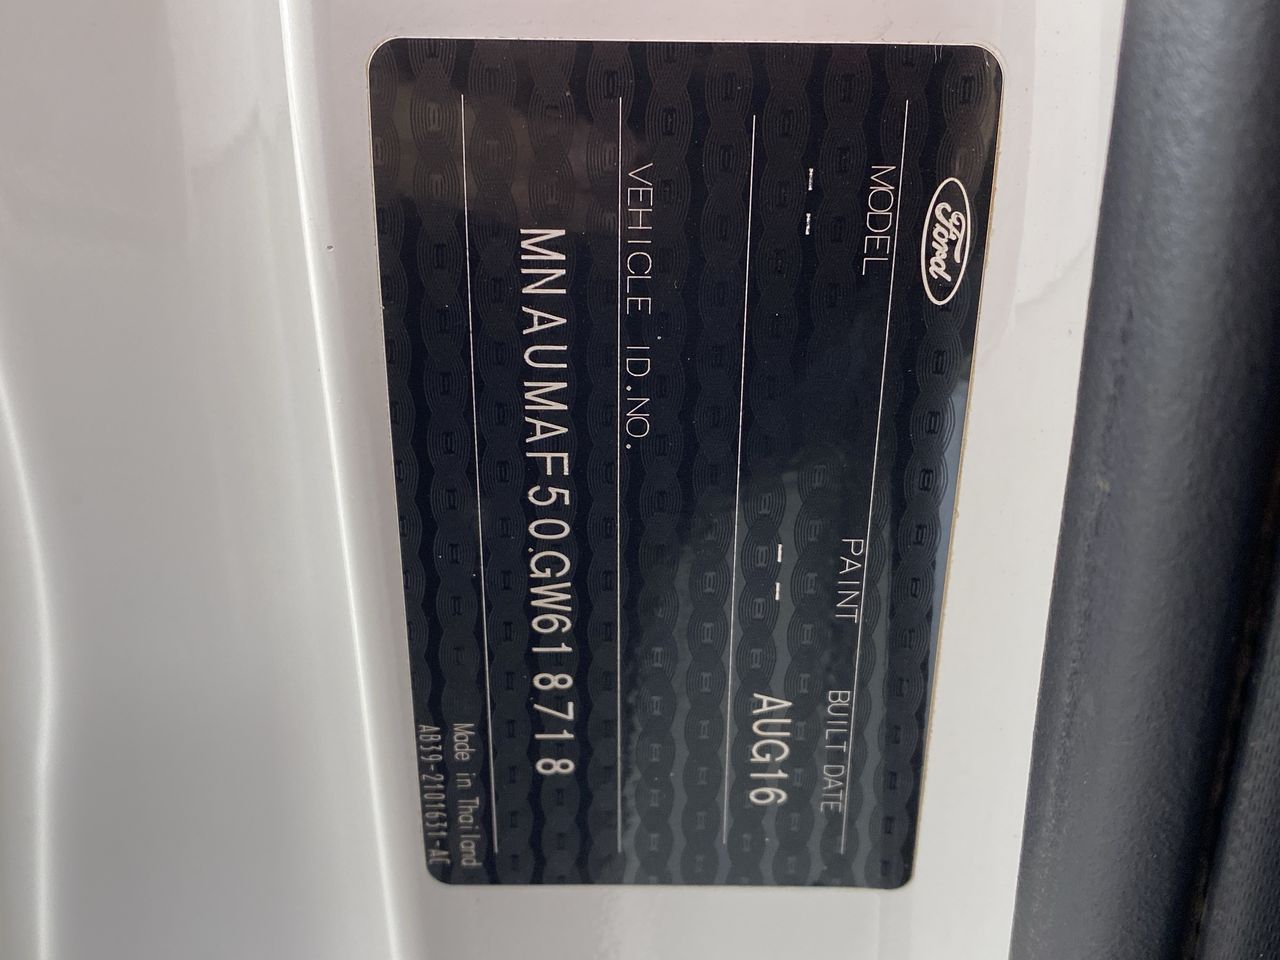 Ford
MODEL PAINT BUILT DATE
---- --- -- -- AUG16
VEHICLE ID.NO.
MNAUMAF50GW618718
Made in Thailand
AB39-2101631-AC